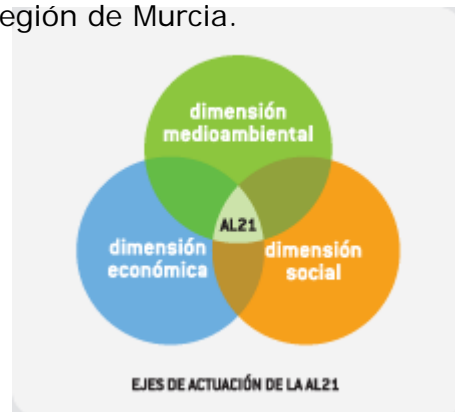 egión de Murcia.
dimensión
medioambiental
AL21
dimensión
económica
dimensión
social
EJES DE ACTUACIÓN DE LA AL21